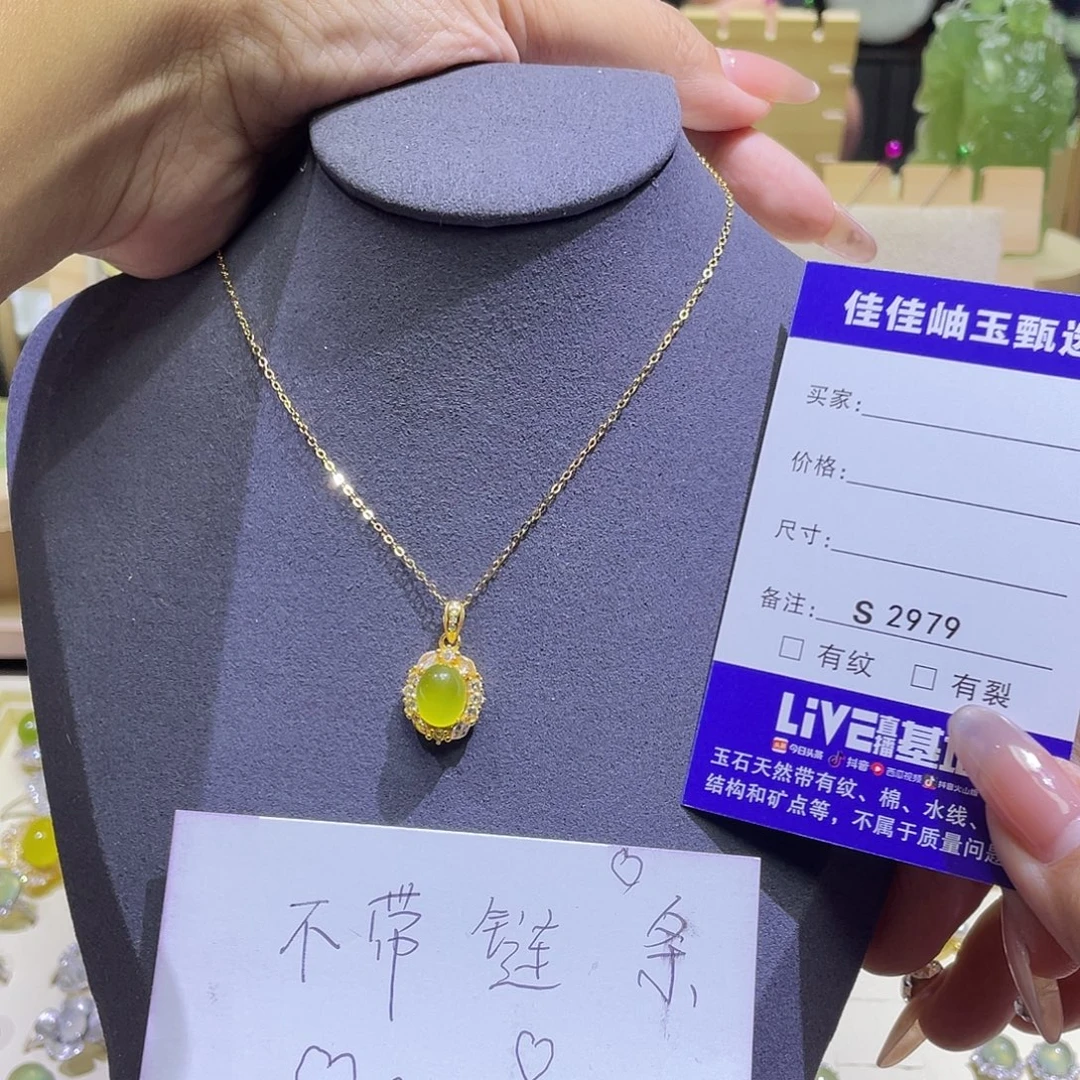 佳佳岫玉甄选
买家:
价格:
尺寸:
备注: S 2979
□ 有纹 □ 有裂
LiVE直播基
今日头条 抖音 西瓜视频 抖音火山
玉石天然带有纹、棉、水线、
结构和矿点等，不属于质量问题
不带链条